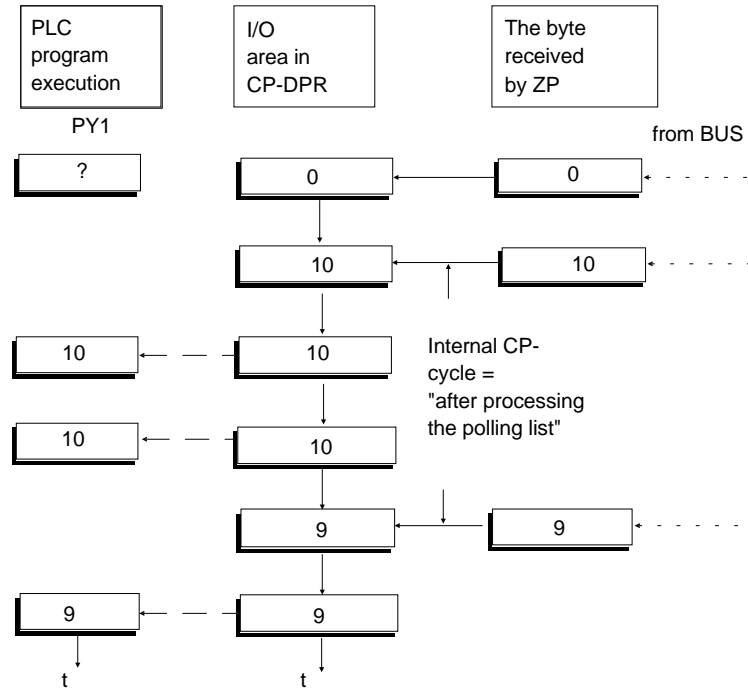 PLC
program
execution
I/O
area in
CP-DPR
The byte
received
by ZP
PY1
from BUS
?
0
0
10
10
10
10
Internal CP-
cycle =
"after processing
the polling list"
10
10
9
9
9
9
t
t